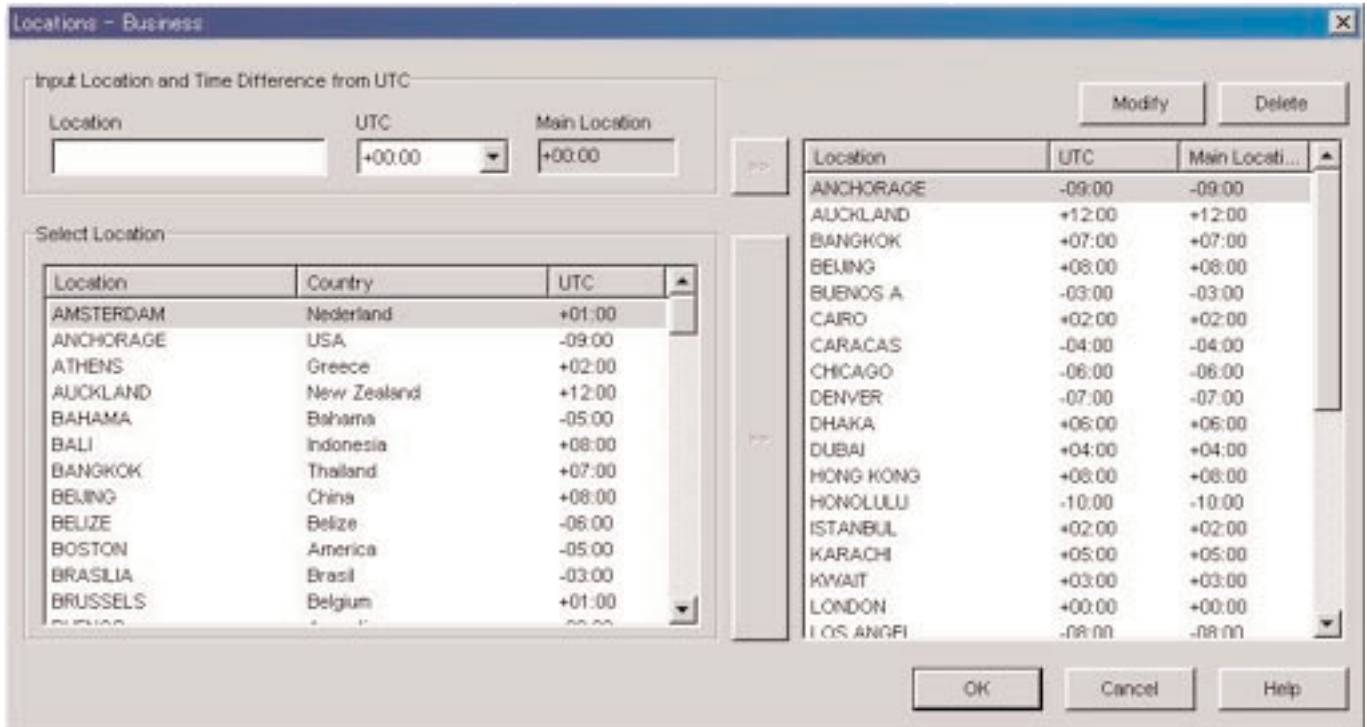 Locations - Business
Input Location and Time Difference from UTC
Location UTC Main Location
+00:00 +00:00
>>
Select Location
Location Country UTC
AMSTERDAM Nederland +01:00
ANCHORAGE USA -09:00
ATHENS Greece +02:00
AUCKLAND New Zealand +12:00
BAHAMA Bahama -05:00
BALI Indonesia +08:00
BANGKOK Thailand +07:00
BEIJING China +08:00
BELIZE Belize -06:00
BOSTON America -05:00
BRASILIA Brasil -03:00
BRUSSELS Belgium +01:00
>>
Modify Delete
Location UTC Main Locati...
ANCHORAGE -09:00 -09:00
AUCKLAND +12:00 +12:00
BANGKOK +07:00 +07:00
BEIJING +08:00 +08:00
BUENOS A -03:00 -03:00
CAIRO +02:00 +02:00
CARACAS -04:00 -04:00
CHICAGO -06:00 -06:00
DENVER -07:00 -07:00
DHAKA +06:00 +06:00
DUBAI +04:00 +04:00
HONG KONG +08:00 +08:00
HONOLULU -10:00 -10:00
ISTANBUL +02:00 +02:00
KARACHI +05:00 +05:00
KWAIT +03:00 +03:00
LONDON +00:00 +00:00
LOS ANGEL -08:00 -08:00
OK Cancel Help